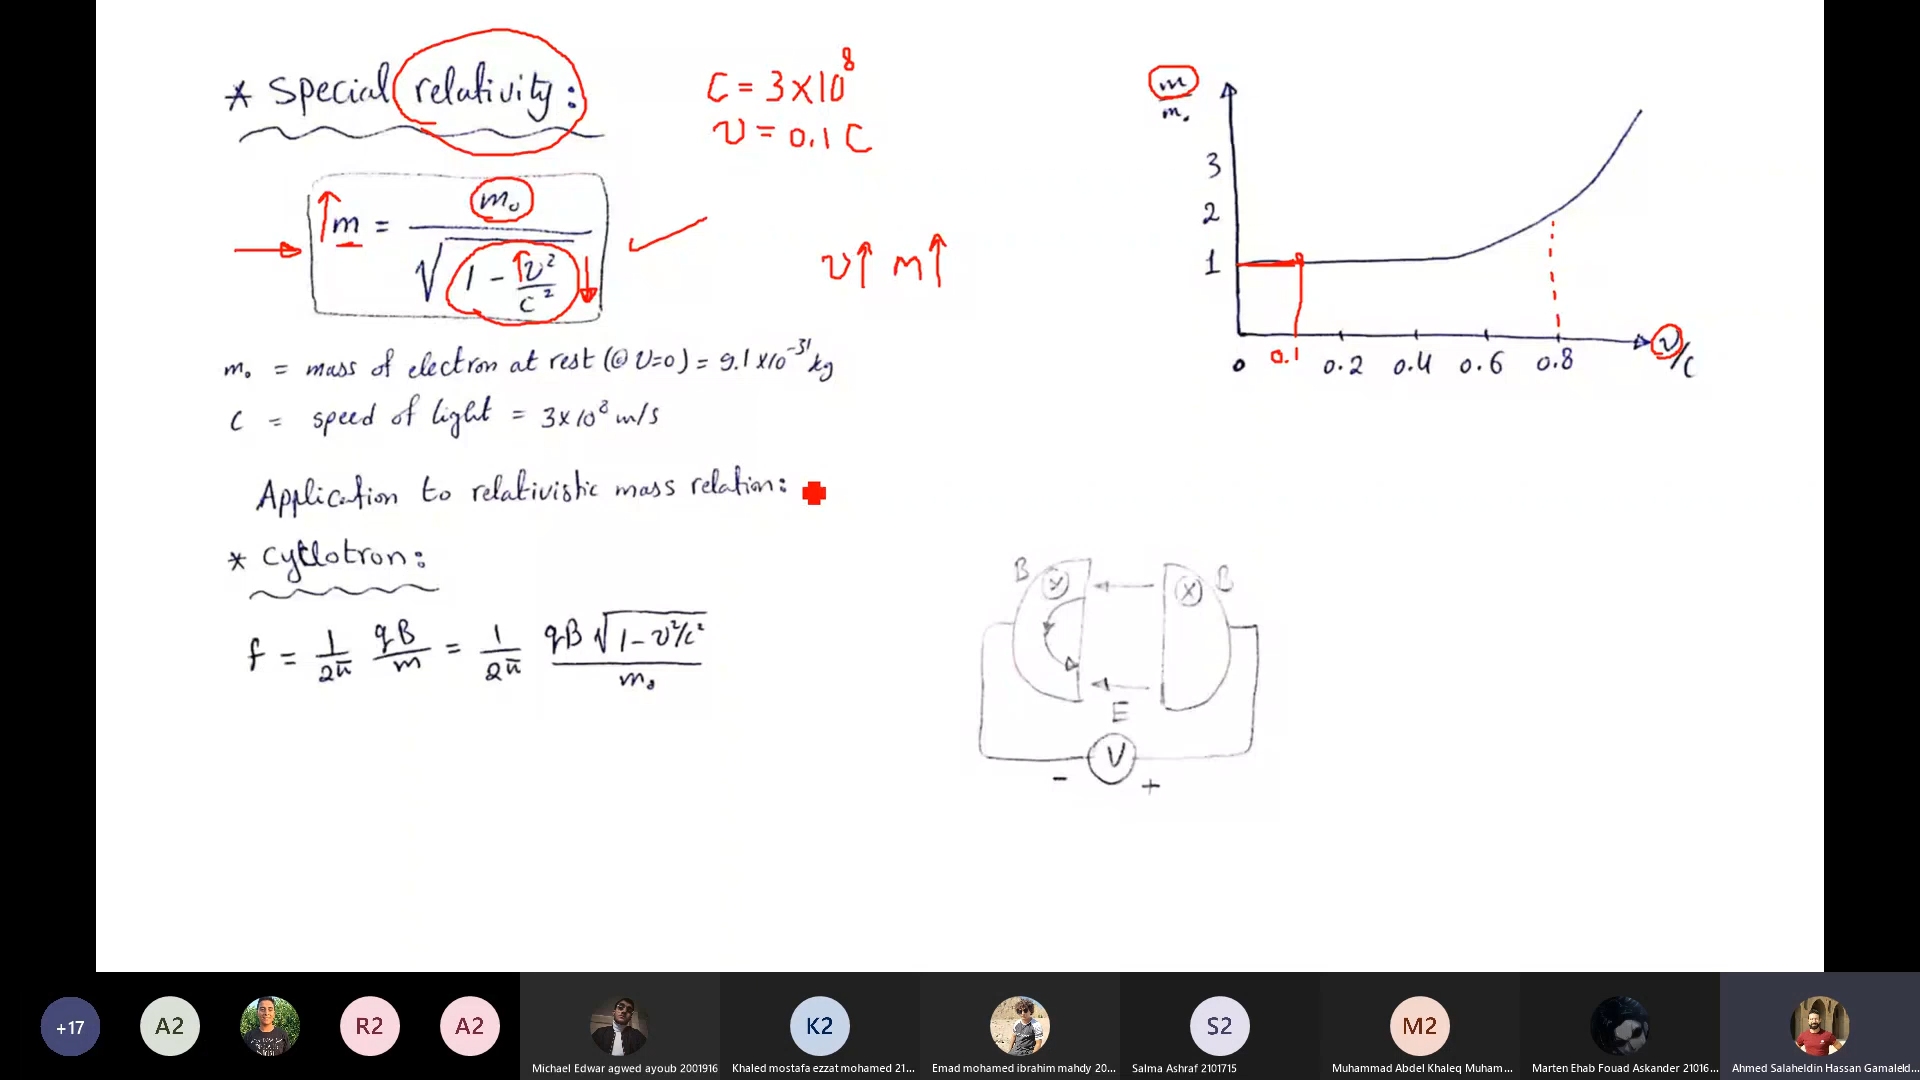 * Special relativity:
C = 3×10⁸
v = 0.1 C
m = m₀ / √(1 - v²/c²)
v↑ m↑
m₀ = mass of electron at rest (@ v=0) = 9.1×10⁻³¹ kg
C = speed of light = 3×10⁸ m/s
Application to relativistic mass relation:
* Cyclotron:
f = 1/2π qB/m = 1/2π qB√(1-v²/c²)/m₀
m/m₀
3
2
1
0 0.1 0.2 0.4 0.6 0.8 v/c
B X X B
E
V
- +
+17 A2 R2 A2 K2 S2 M2
Michael Edwar agwed ayoub 2001916
Khaled mostafa ezzat mohamed 21...
Emad mohamed ibrahim mahdy 20...
Salma Ashraf 2101715
Muhammad Abdel Khaleq Muham...
Marten Ehab Fouad Askander 21016...
Ahmed Salaheldin Hassan Gamaleld...